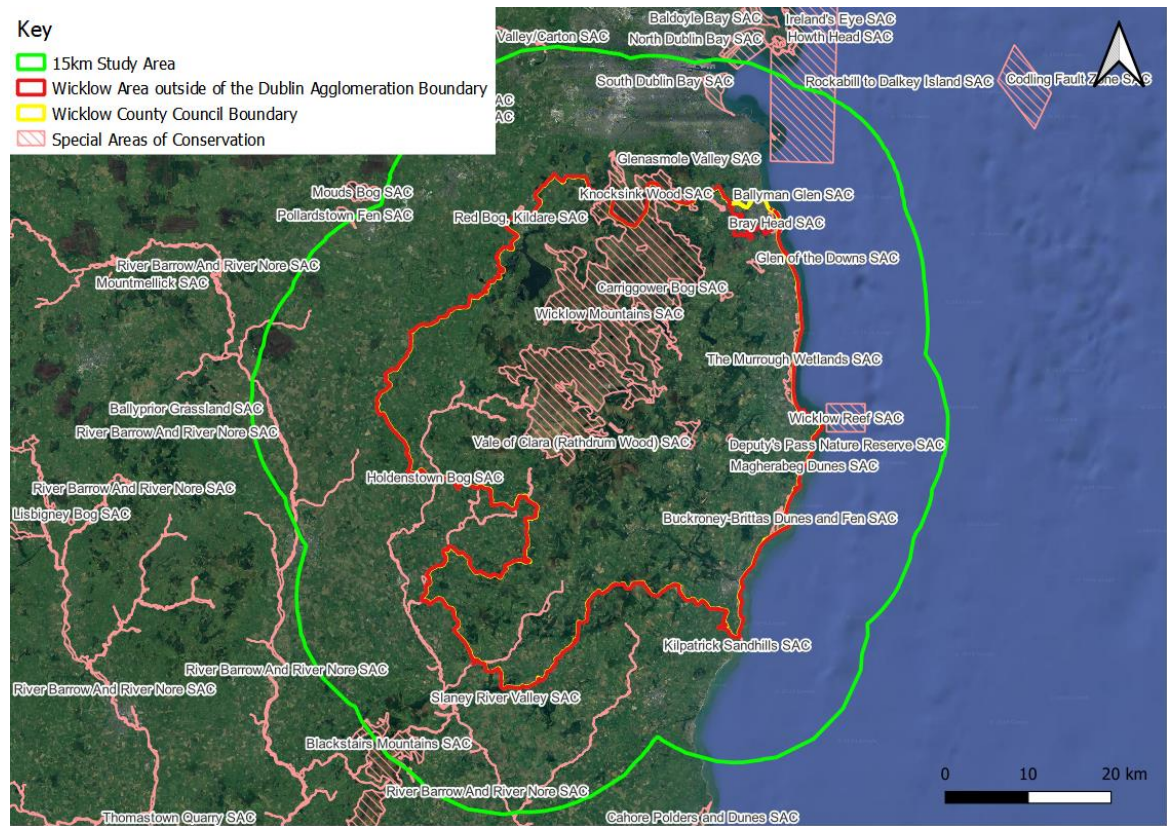 Key
15km Study Area
Wicklow Area outside of the Dublin Agglomeration Boundary
Wicklow County Council Boundary
Special Areas of Conservation
Baldoyle Bay SAC
Ireland's Eye SAC
Valley/Carton SAC
North Dublin Bay SAC
Howth Head SAC
South Dublin Bay SAC
Rockabill to Dalkey Island SAC
Codling Fault Zone SAC
AC
AC
Glenasmole Valley SAC
Mouds Bog SAC
Knocksink Wood SAC
Ballyman Glen SAC
Pollardstown Fen SAC
Red Bog, Kildare SAC
Bray Head SAC
River Barrow And River Nore SAC
Glen of the Downs SAC
Mountmellick SAC
Carriggower Bog SAC
Wicklow Mountains SAC
The Murrough Wetlands SAC
Ballyprior Grassland SAC
Wicklow Reef SAC
River Barrow And River Nore SAC
Vale of Clara (Rathdrum Wood) SAC
Deputy's Pass Nature Reserve SAC
Magherabeg Dunes SAC
Holdenstown Bog SAC
River Barrow And River Nore SAC
Lisbigney Bog SAC
Buckroney-Brittas Dunes and Fen SAC
Kilpatrick Sandhills SAC
River Barrow And River Nore SAC
River Barrow And River Nore SAC
Slaney River Valley SAC
Blackstairs Mountains SAC
0 10 20 km
River Barrow And River Nore SAC
Thomastown Quarry SAC
Cahore Polders and Dunes SAC